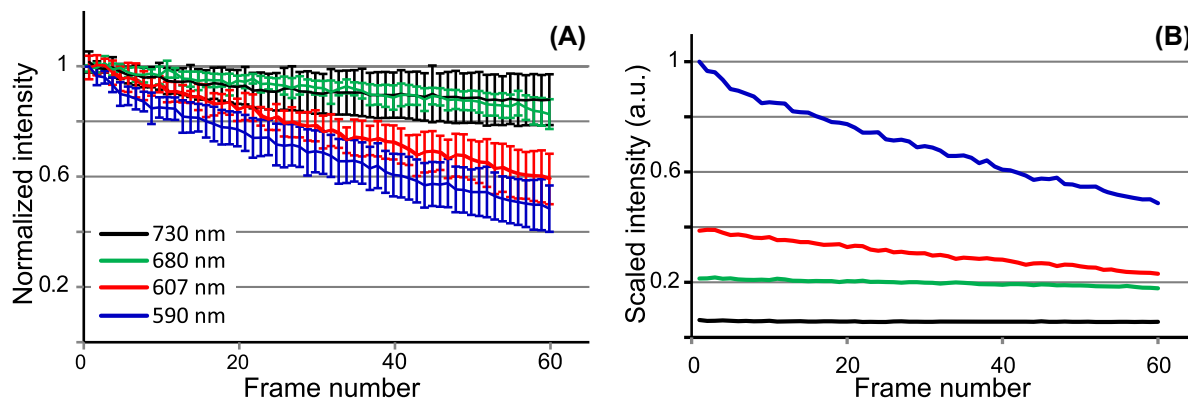 (A)
Normalized intensity
1
0.6
0.2
730 nm
680 nm
607 nm
590 nm
0 20 40 60
Frame number
(B)
Scaled intensity (a.u.)
1
0.6
0.2
0 20 40 60
Frame number